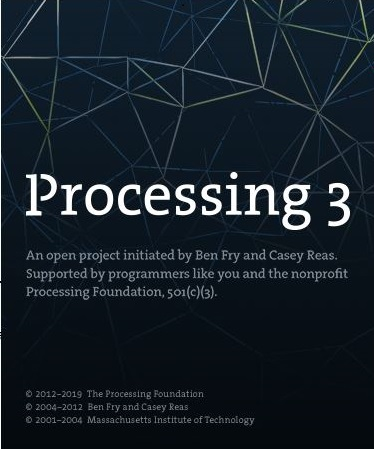 Processing 3
An open project initiated by Ben Fry and Casey Reas.
Supported by programmers like you and the nonprofit
Processing Foundation, 501(c)(3).
© 2012–2019 The Processing Foundation
© 2004–2012 Ben Fry and Casey Reas
© 2001–2004 Massachusetts Institute of Technology